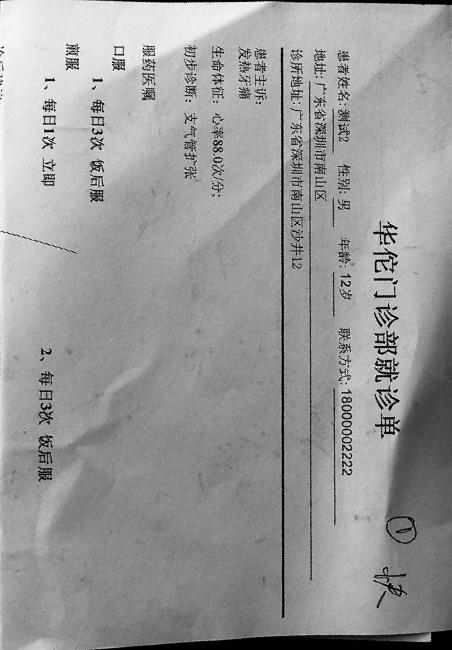 ① 快
华佗门诊部就诊单
患者姓名: 测试2 性别: 男 年龄: 12岁 联系方式: 18000002222
地址: 广东省深圳市南山区
诊所地址: 广东省深圳市南山区沙井12
患者主诉:
发热牙痛
生命体征: 心率88.0次/分;
初步诊断: 支气管扩张
服药医嘱
口服
1、每日3次 饭后服
煎服
1、每日1次 立即 2、每日3次 饭后服